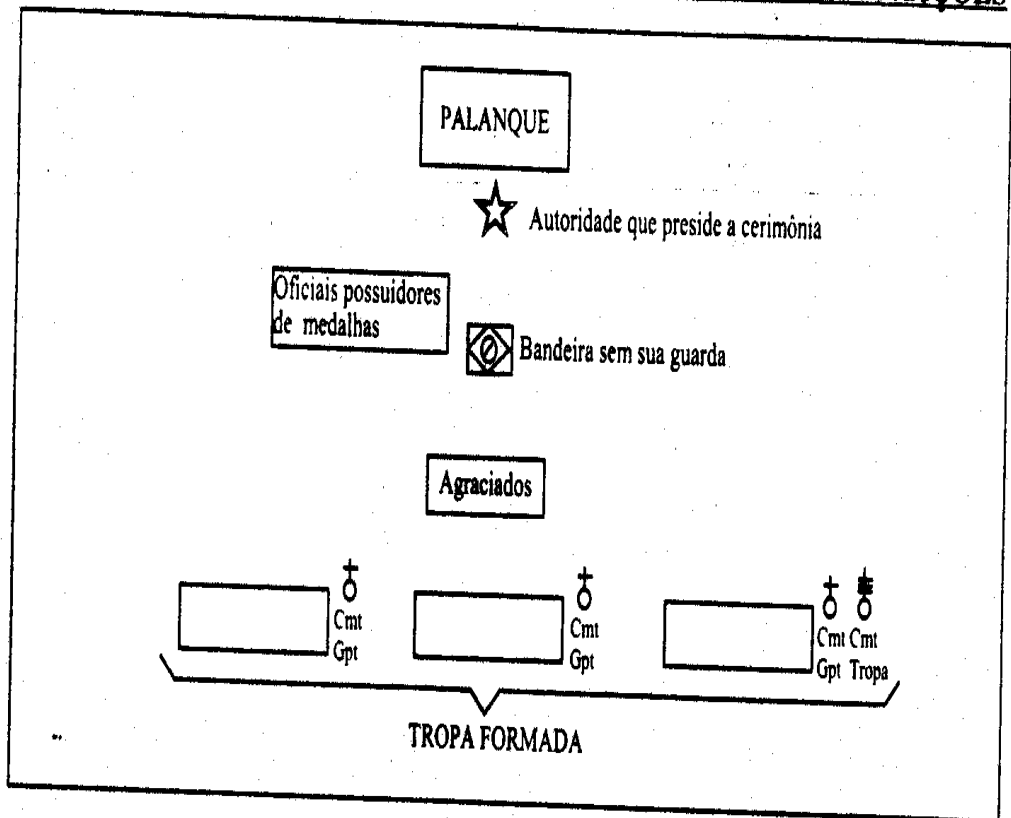 PALANQUE
Autoridade que preside a cerimônia
Oficiais possuidores
de medalhas
Bandeira sem sua guarda
Agraciados
Cmt
Gpt
Cmt
Gpt
Cmt Cmt
Gpt Tropa
TROPA FORMADA